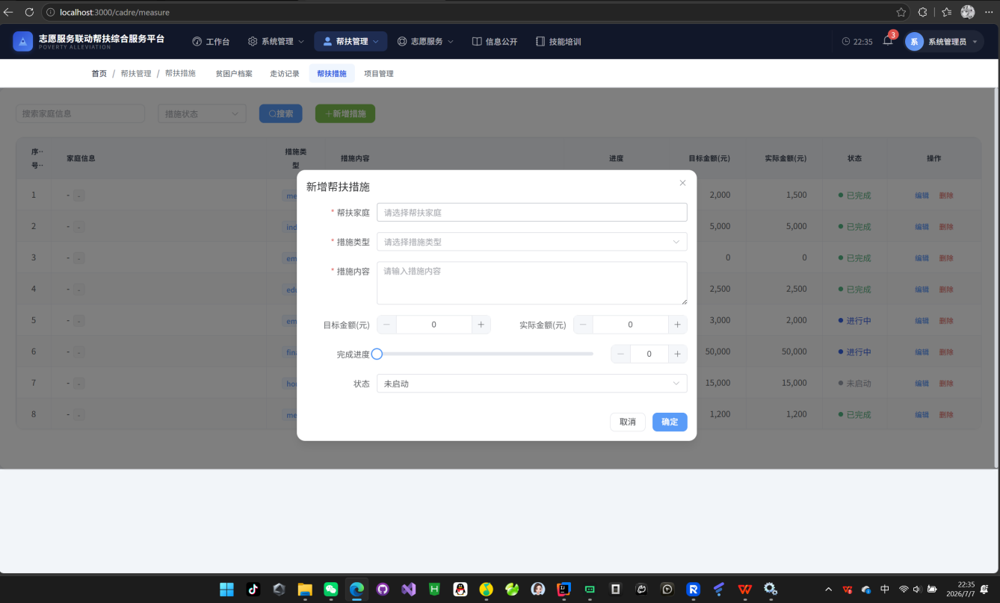 localhost:3000/cadre/measure
志愿服务联动帮扶综合服务平台
POVERTY ALLEVIATION
工作台
系统管理
帮扶管理
志愿服务
信息公开
技能培训
22:35
3
系
系统管理员
首页 / 帮扶管理 / 帮扶措施
贫困户档案
走访记录
帮扶措施
项目管理
搜索家庭信息
措施状态
搜索
新增措施
序··
号··
家庭信息
措施类
型
措施内容
进度
目标金额(元)
实际金额(元)
状态
操作
1 - - me 2,000 1,500 已完成 编辑 删除
2 - - ind 5,000 5,000 已完成 编辑 删除
3 - - em 0 0 已完成 编辑 删除
4 - - edu 2,500 2,500 已完成 编辑 删除
5 - - em 3,000 2,000 进行中 编辑 删除
6 - - fin 50,000 50,000 进行中 编辑 删除
7 - - hou 15,000 15,000 未启动 编辑 删除
8 - - me 1,200 1,200 已完成 编辑 删除
新增帮扶措施
* 帮扶家庭
请选择帮扶家庭
* 措施类型
请选择措施类型
* 措施内容
请输入措施内容
目标金额(元)
0
实际金额(元)
0
完成进度
0
状态
未启动
取消
确定
中
22:35
2026/7/7